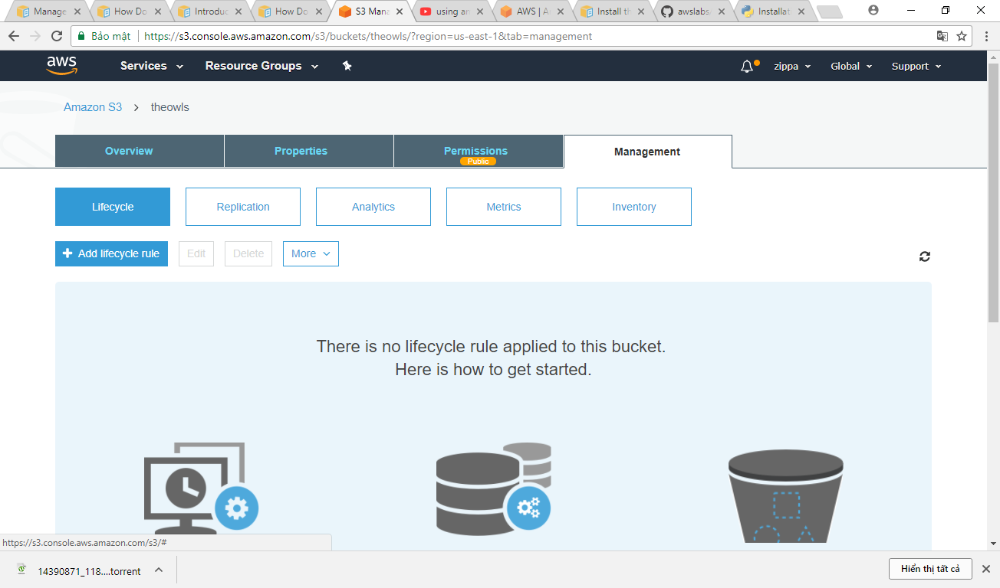 Manage
How Do
Introduc
How Do
S3 Mana
using an
AWS | A
Install th
awslabs
Installat
Bảo mật
https://s3.console.aws.amazon.com/s3/buckets/theowls/?region=us-east-1&tab=management
aws
Services
Resource Groups
zippa
Global
Support
Amazon S3
theowls
Overview
Properties
Permissions
Public
Management
Lifecycle
Replication
Analytics
Metrics
Inventory
Add lifecycle rule
Edit
Delete
More
There is no lifecycle rule applied to this bucket.
Here is how to get started.
https://s3.console.aws.amazon.com/s3/#
14390871_118....torrent
Hiển thị tất cả